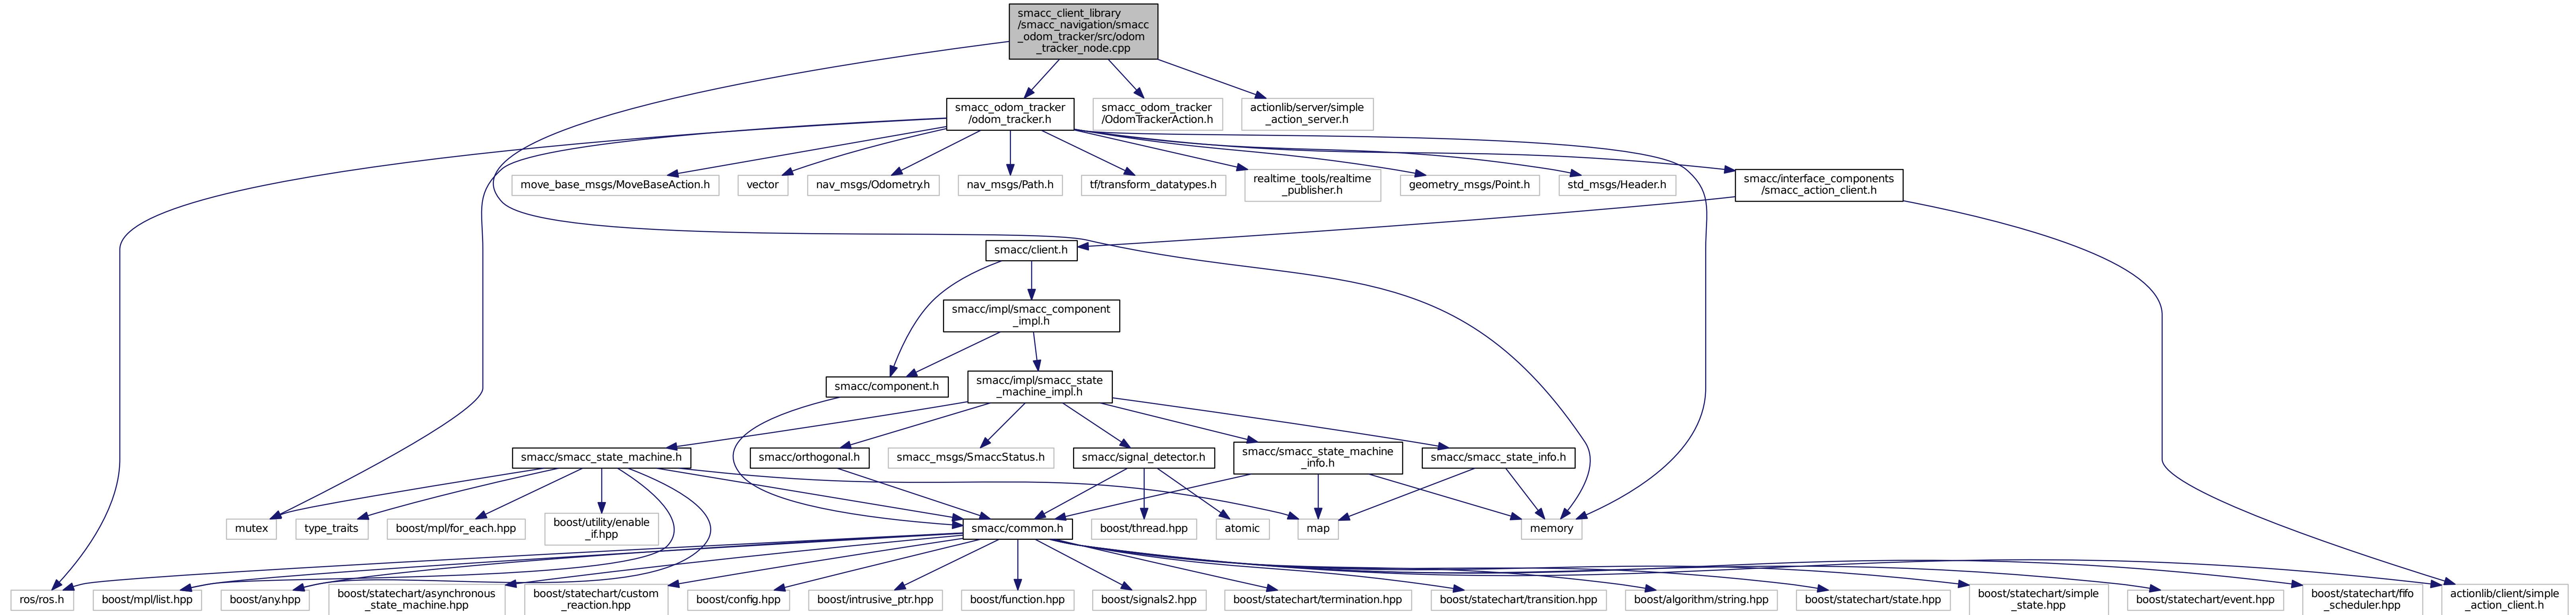 smacc_client_library
/smacc_navigation/smacc
_odom_tracker/src/odom
_tracker_node.cpp
smacc_odom_tracker
/odom_tracker.h
smacc_odom_tracker
/OdomTrackerAction.h
actionlib/server/simple
_action_server.h
move_base_msgs/MoveBaseAction.h
vector
nav_msgs/Odometry.h
nav_msgs/Path.h
tf/transform_datatypes.h
realtime_tools/realtime
_publisher.h
geometry_msgs/Point.h
std_msgs/Header.h
smacc/interface_components
/smacc_action_client.h
smacc/client.h
smacc/impl/smacc_component
_impl.h
smacc/component.h
smacc/impl/smacc_state
_machine_impl.h
smacc/smacc_state_machine.h
smacc/orthogonal.h
smacc_msgs/SmaccStatus.h
smacc/signal_detector.h
smacc/smacc_state_machine
_info.h
smacc/smacc_state_info.h
mutex
type_traits
boost/mpl/for_each.hpp
boost/utility/enable
_if.hpp
smacc/common.h
boost/thread.hpp
atomic
map
memory
ros/ros.h
boost/mpl/list.hpp
boost/any.hpp
boost/statechart/asynchronous
_state_machine.hpp
boost/statechart/custom
_reaction.hpp
boost/config.hpp
boost/intrusive_ptr.hpp
boost/function.hpp
boost/signals2.hpp
boost/statechart/termination.hpp
boost/statechart/transition.hpp
boost/algorithm/string.hpp
boost/statechart/state.hpp
boost/statechart/simple
_state.hpp
boost/statechart/event.hpp
boost/statechart/fifo
_scheduler.hpp
actionlib/client/simple
_action_client.h